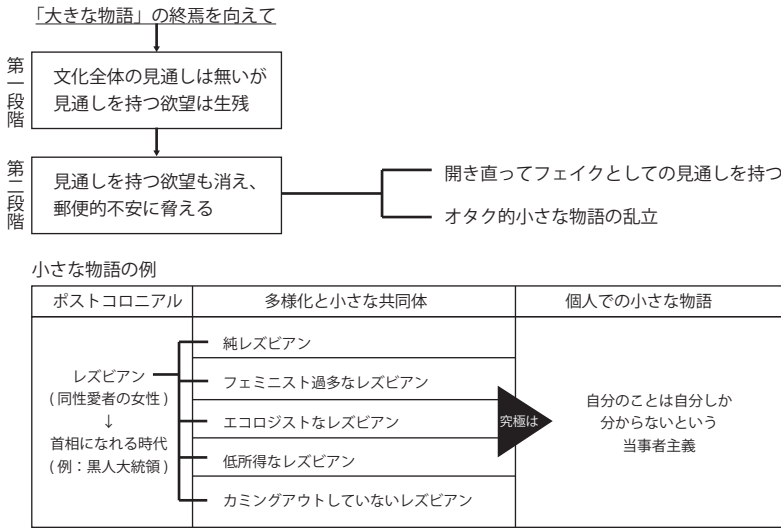 「大きな物語」の終焉を向えて
第一段階
文化全体の見通しは無いが
見通しを持つ欲望は生残
第二段階
見通しを持つ欲望も消え、
郵便的不安に脅える
開き直ってフェイクとしての見通しを持つ
オタク的小さな物語の乱立
小さな物語の例
ポストコロニアル
多様化と小さな共同体
個人での小さな物語
レズビアン
( 同性愛者の女性 )
↓
首相になれる時代
( 例：黒人大統領 )
純レズビアン
フェミニスト過多なレズビアン
エコロジストなレズビアン
低所得なレズビアン
カミングアウトしていないレズビアン
究極は
自分のことは自分しか
分からないという
当事者主義